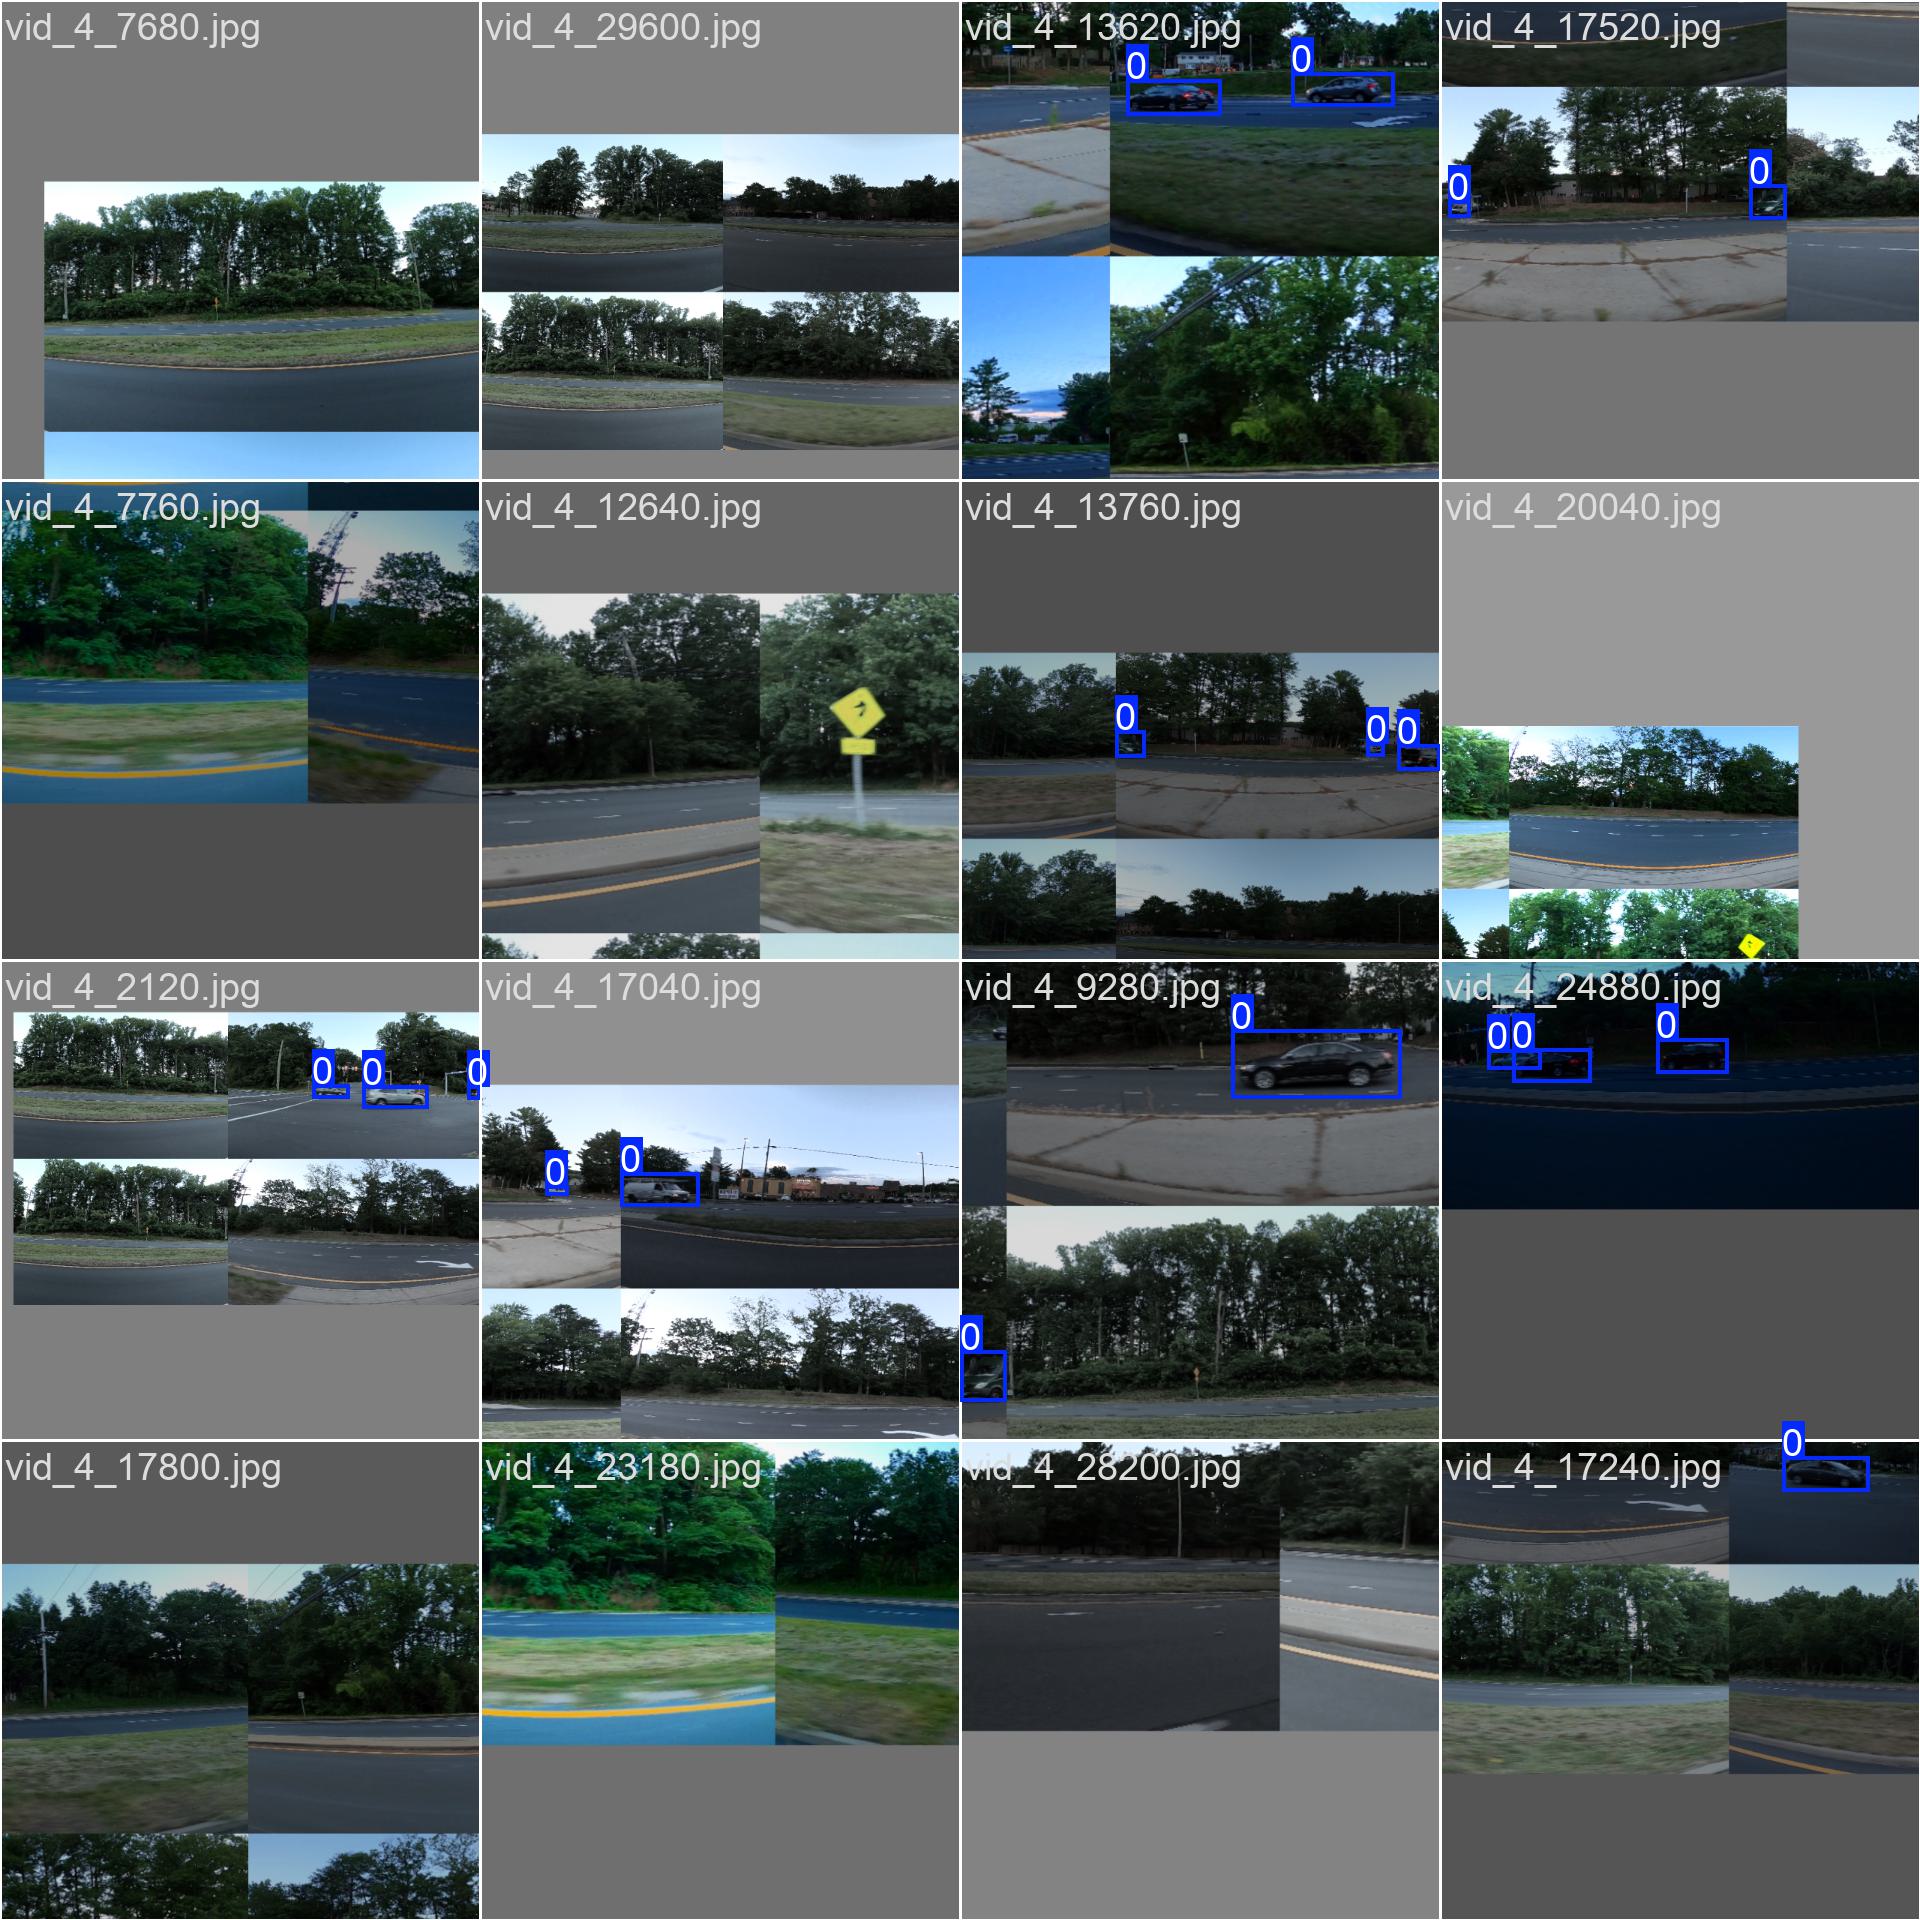 vid_4_7680.jpg
vid_4_29600.jpg
vid_4_13620.jpg
0
0
vid_4_17520.jpg
0
0
vid_4_7760.jpg
vid_4_12640.jpg
vid_4_13760.jpg
0
0
0
vid_4_20040.jpg
vid_4_2120.jpg
0
0
0
vid_4_17040.jpg
0
0
vid_4_9280.jpg
0
0
vid_4_24880.jpg
0
0
0
vid_4_17800.jpg
vid_4_23180.jpg
vid_4_28200.jpg
vid_4_17240.jpg
0